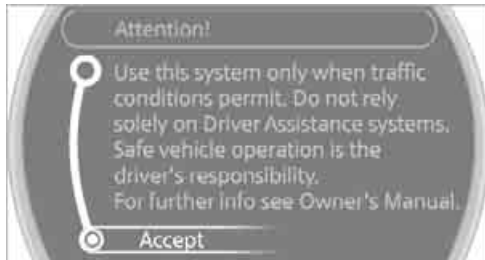 Attention!
Use this system only when traffic
conditions permit. Do not rely
solely on Driver Assistance systems.
Safe vehicle operation is the
driver's responsibility.
For further info see Owner's Manual.
Accept